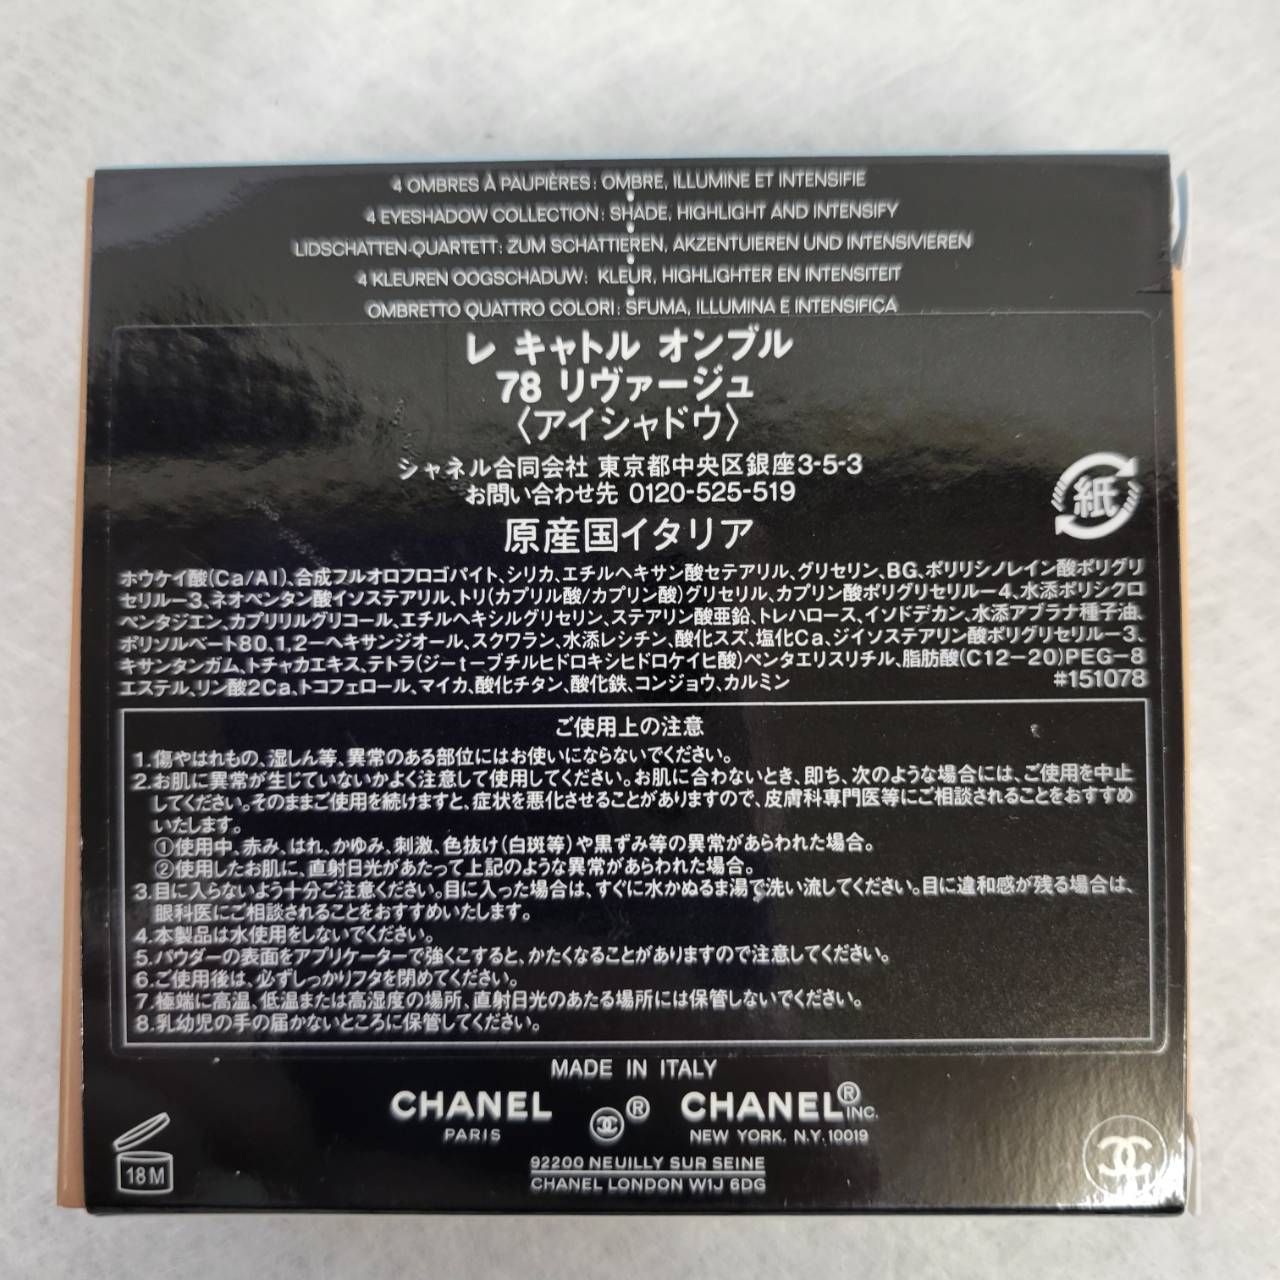 4 OMBRES À PAUPIÈRES: OMBRE, ILLUMINE ET INTENSIFIE
4 EYESHADOW COLLECTION: SHADE, HIGHLIGHT AND INTENSIFY
LIDSCHATTEN-QUARTETT: ZUM SCHATTIEREN, AKZENTUIEREN UND INTENSIVIEREN
4 KLEUREN OOGSCHADUW: KLEUR, HIGHLIGHTER EN INTENSITEIT
OMBRETTO QUATTRO COLORI: SFUMA, ILLUMINA E INTENSIFICA
レ キャトル オンブル
78 リヴァージュ
〈アイシャドウ〉
シャネル合同会社 東京都中央区銀座3-5-3
お問い合わせ先 0120-525-519
原産国イタリア
紙
ホウケイ酸(Ca/Al)、合成フルオロフロゴパイト、シリカ、エチルヘキサン酸セテアリル、グリセリン、BG、ポリリシノレイン酸ポリグリ
セリル－3、ネオペンタン酸イソステアリル、トリ(カプリル酸/カプリン酸)グリセリル、カプリン酸ポリグリセリル－4、水添ポリシクロ
ペンタジエン、カプリリルグリコール、エチルヘキシルグリセリン、ステアリン酸亜鉛、トレハロース、イソドデカン、水添アブラナ種子油、
ポリソルベート80、1,2－ヘキサンジオール、スクワラン、水添レシチン、酸化スズ、塩化Ca、ジイソステアリン酸ポリグリセリル－3、
キサンタンガム、トチャカエキス、テトラ(ジ－t－ブチルヒドロキシヒドロケイヒ酸)ペンタエリスリチル、脂肪酸(C12－20)PEG－8
エステル、リン酸2Ca、トコフェロール、マイカ、酸化チタン、酸化鉄、コンジョウ、カルミン #151078
ご使用上の注意
1.傷やはれもの、湿しん等、異常のある部位にはお使いにならないでください。
2.お肌に異常が生じていないかよく注意して使用してください。お肌に合わないとき、即ち、次のような場合には、ご使用を中止
してください。そのままご使用を続けますと、症状を悪化させることがありますので、皮膚科専門医等にご相談されることをおすすめ
いたします。
①使用中、赤み、はれ、かゆみ、刺激、色抜け(白斑等)や黒ずみ等の異常があらわれた場合。
②使用したお肌に、直射日光があたって上記のような異常があらわれた場合。
3.目に入らないよう十分ご注意ください。目に入った場合は、すぐに水かぬるま湯で洗い流してください。目に違和感が残る場合は、
眼科医にご相談されることをおすすめいたします。
4.本製品は水使用をしないでください。
5.パウダーの表面をアプリケーターで強くこすると、かたくなることがありますので注意してください。
6.ご使用後は、必ずしっかりフタを閉めてください。
7.極端に高温、低温または高湿度の場所、直射日光のあたる場所には保管しないでください。
8.乳幼児の手の届かないところに保管してください。
MADE IN ITALY
CHANEL ® CHANEL® INC.
PARIS NEW YORK, N.Y. 10019
92200 NEUILLY SUR SEINE
CHANEL LONDON W1J 6DG
18 M